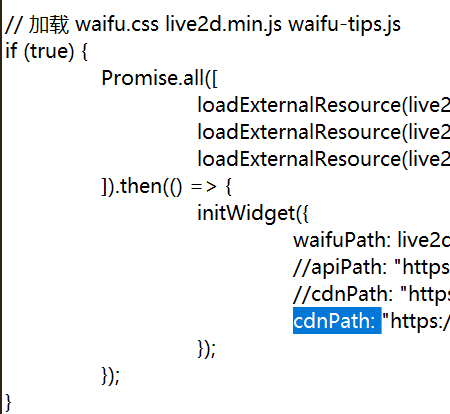 // 加载 waifu.css live2d.min.js waifu-tips.js
if (true) {
Promise.all([
loadExternalResource(live2
loadExternalResource(live2
loadExternalResource(live2
]).then(() => {
initWidget({
waifuPath: live2d
//apiPath: "https
//cdnPath: "https
cdnPath: "https:/
});
});
}